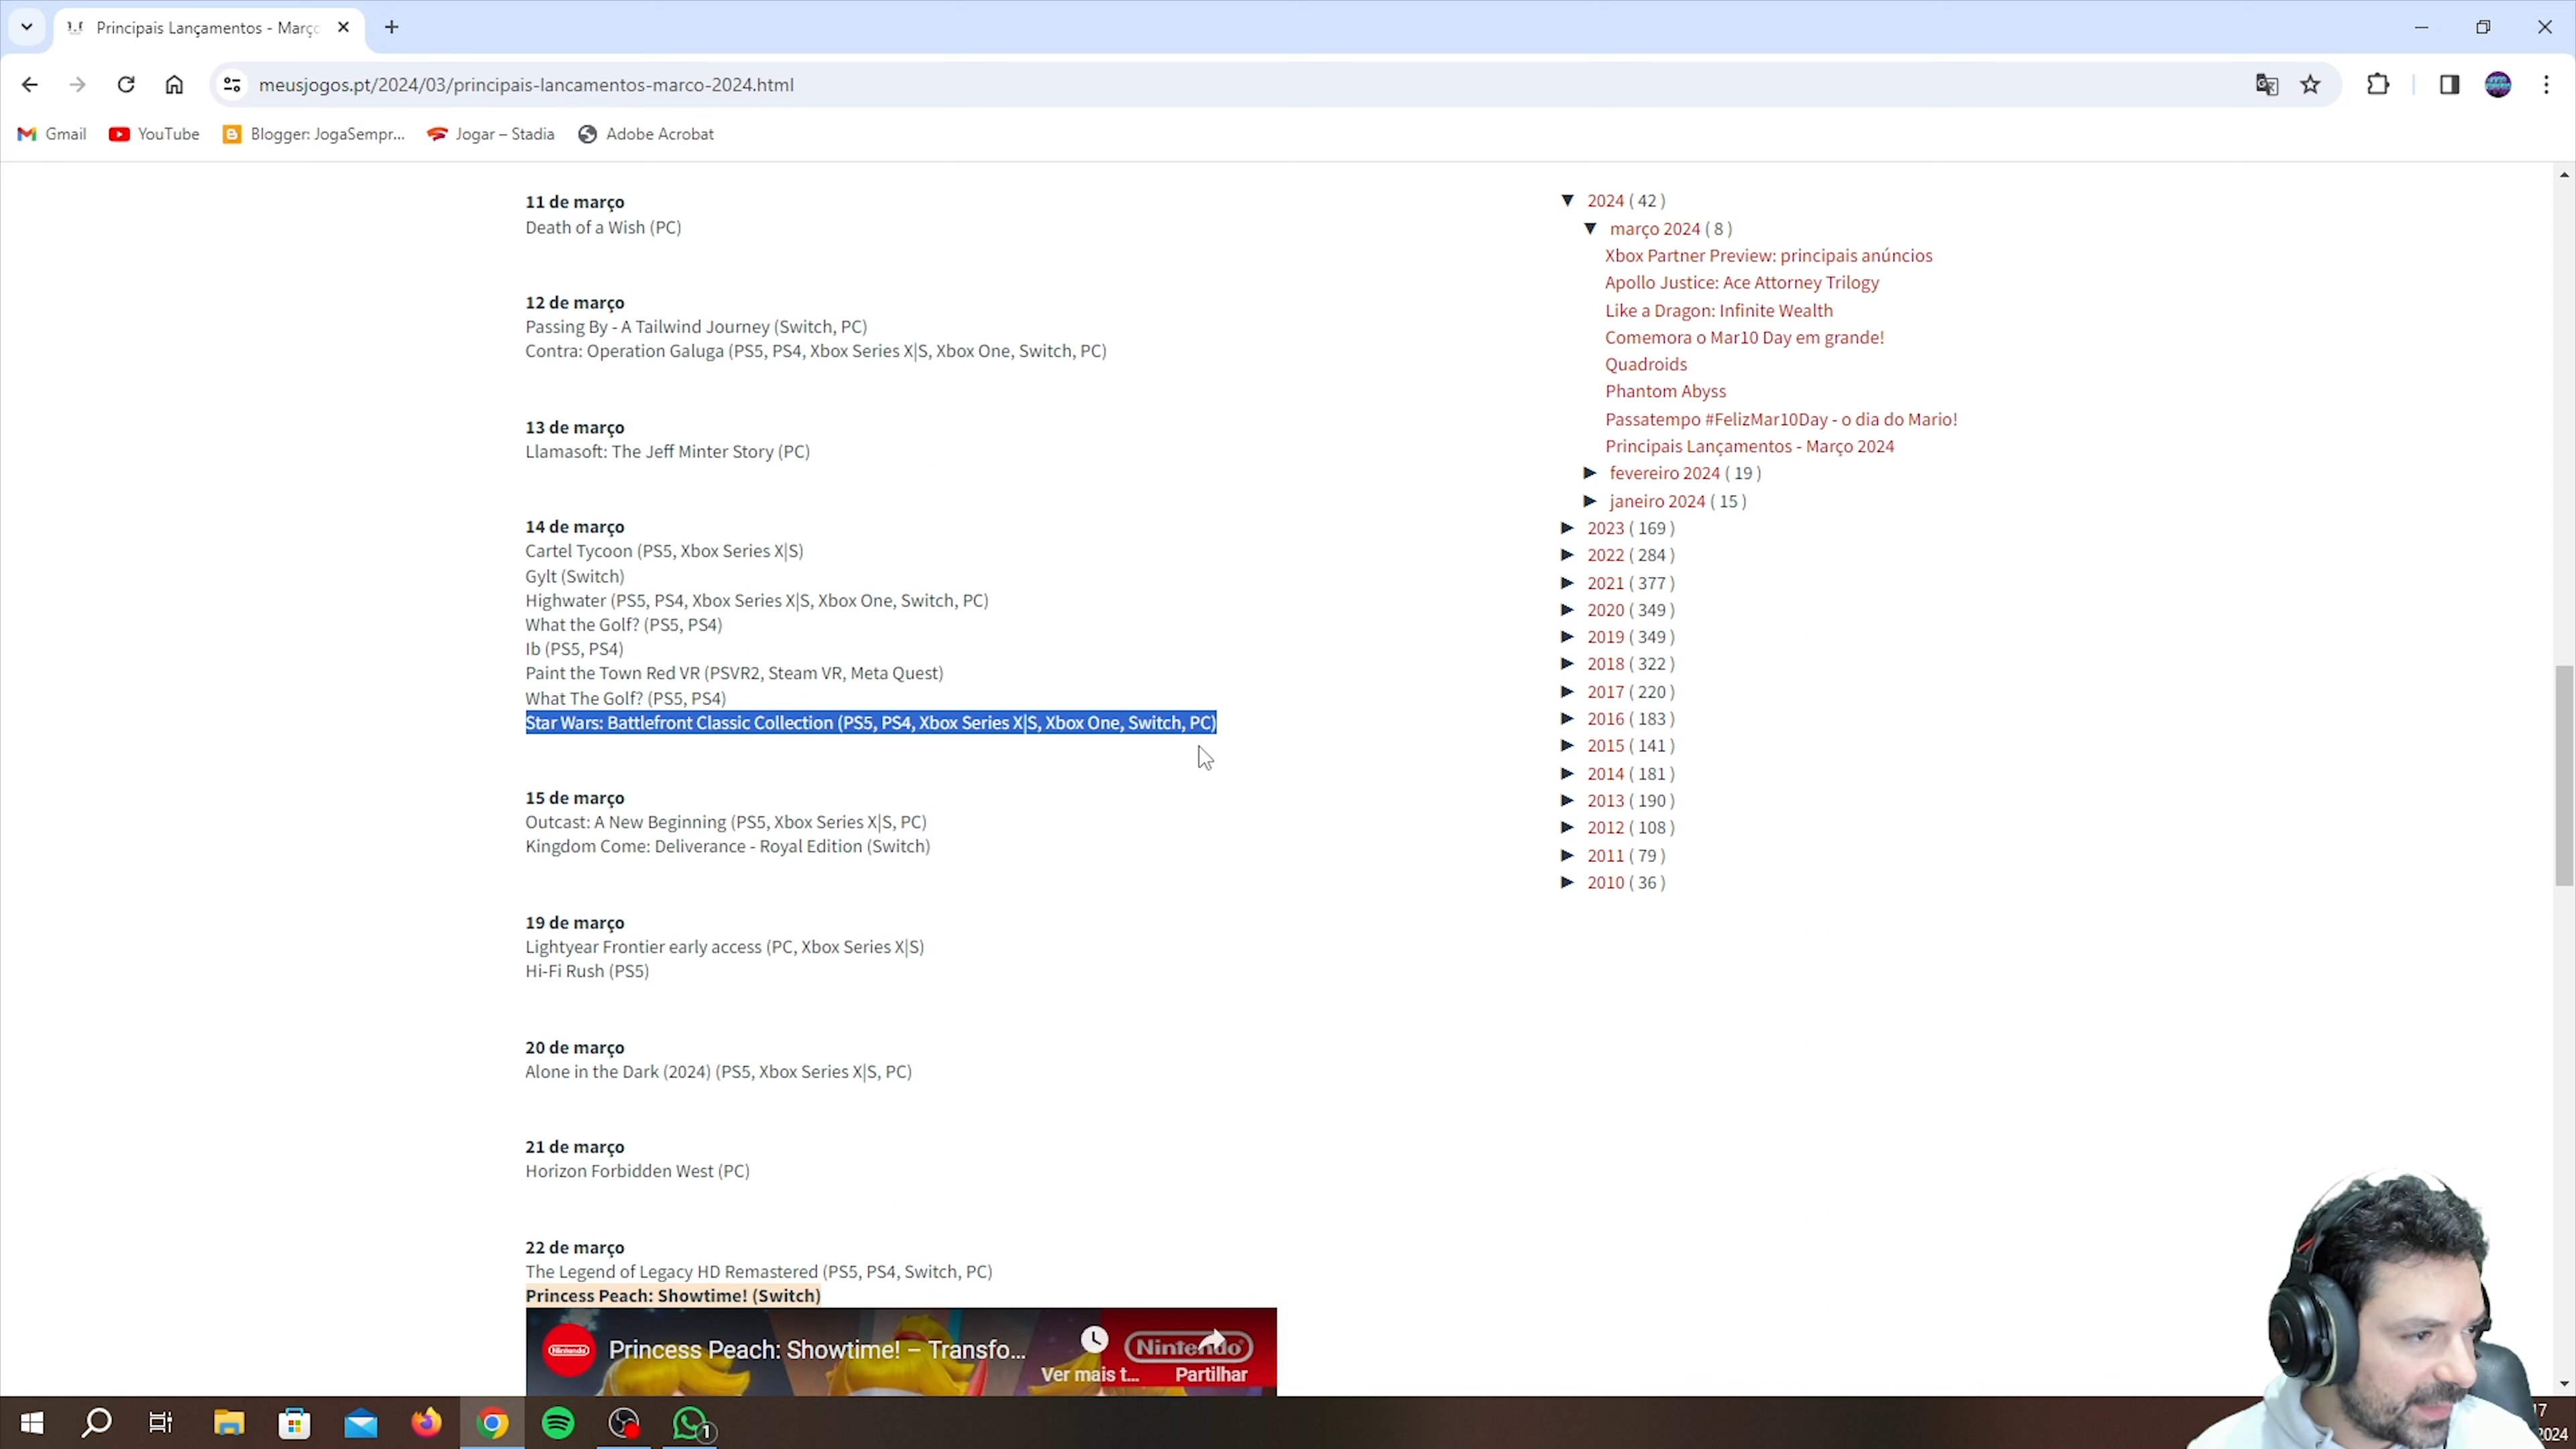 Principais Lançamentos - Março
meusjogos.pt/2024/03/principais-lancamentos-marco-2024.html
Gmail
YouTube
Blogger: JogaSempr...
Jogar – Stadia
Adobe Acrobat
11 de março
Death of a Wish (PC)
12 de março
Passing By - A Tailwind Journey (Switch, PC)
Contra: Operation Galuga (PS5, PS4, Xbox Series X|S, Xbox One, Switch, PC)
13 de março
Llamasoft: The Jeff Minter Story (PC)
14 de março
Cartel Tycoon (PS5, Xbox Series X|S)
Gylt (Switch)
Highwater (PS5, PS4, Xbox Series X|S, Xbox One, Switch, PC)
What the Golf? (PS5, PS4)
Ib (PS5, PS4)
Paint the Town Red VR (PSVR2, Steam VR, Meta Quest)
What The Golf? (PS5, PS4)
Star Wars: Battlefront Classic Collection (PS5, PS4, Xbox Series X|S, Xbox One, Switch, PC)
15 de março
Outcast: A New Beginning (PS5, Xbox Series X|S, PC)
Kingdom Come: Deliverance - Royal Edition (Switch)
19 de março
Lightyear Frontier early access (PC, Xbox Series X|S)
Hi-Fi Rush (PS5)
20 de março
Alone in the Dark (2024) (PS5, Xbox Series X|S, PC)
21 de março
Horizon Forbidden West (PC)
22 de março
The Legend of Legacy HD Remastered (PS5, PS4, Switch, PC)
Princess Peach: Showtime! (Switch)
Nintendo
Princess Peach: Showtime! – Transfo...
Nintendo
Ver mais t...
Partilhar
2024 ( 42 )
março 2024 ( 8 )
Xbox Partner Preview: principais anúncios
Apollo Justice: Ace Attorney Trilogy
Like a Dragon: Infinite Wealth
Comemora o Mar10 Day em grande!
Quadroids
Phantom Abyss
Passatempo #FelizMar10Day - o dia do Mario!
Principais Lançamentos - Março 2024
fevereiro 2024 ( 19 )
janeiro 2024 ( 15 )
2023 ( 169 )
2022 ( 284 )
2021 ( 377 )
2020 ( 349 )
2019 ( 349 )
2018 ( 322 )
2017 ( 220 )
2016 ( 183 )
2015 ( 141 )
2014 ( 181 )
2013 ( 190 )
2012 ( 108 )
2011 ( 79 )
2010 ( 36 )
1
17
2024